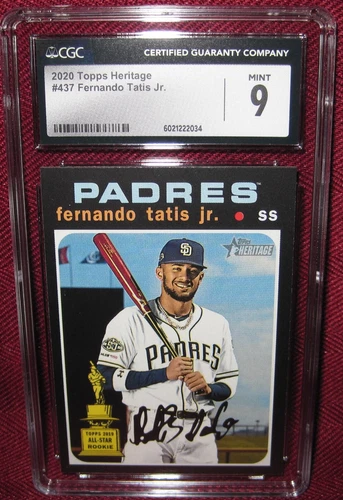 CGC
CERTIFIED GUARANTY COMPANY
2020 Topps Heritage
#437 Fernando Tatis Jr.
MINT
9
6021222034
PADRES
fernando tatis jr. • ss
Topps
HERITAGE
SD
PADRES
TOPPS 2019
ALL-STAR
ROOKIE